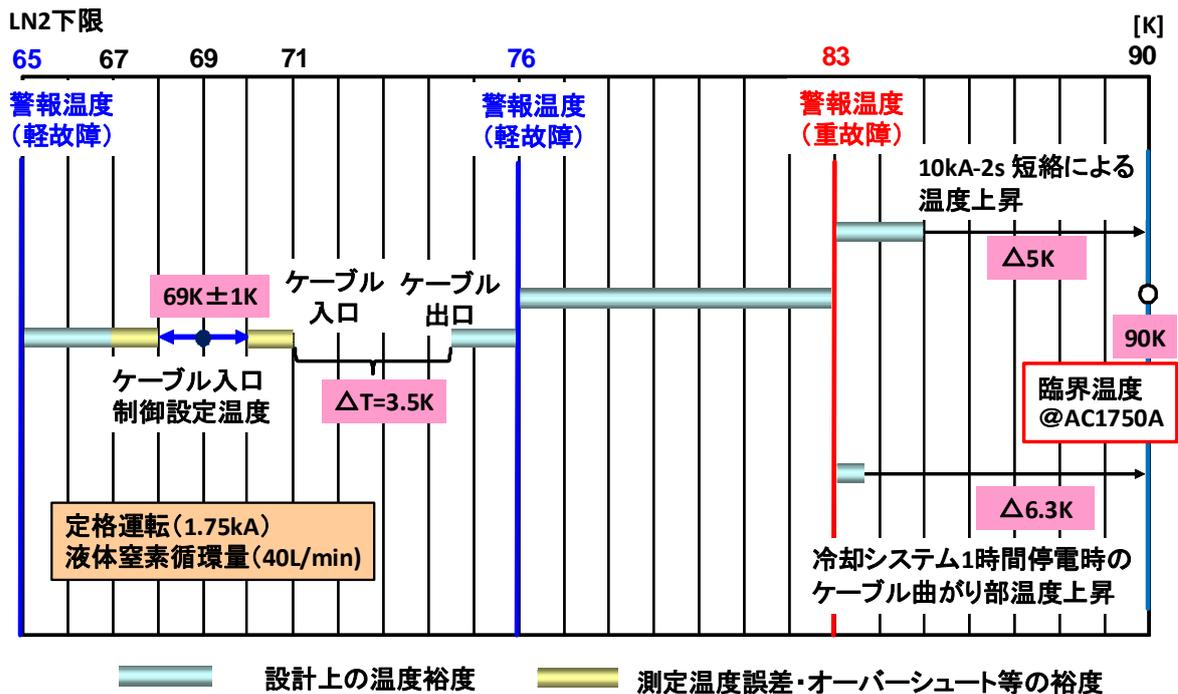 LN2下限
[K]
65 67 69 71 76 83 90
警報温度
(軽故障)
警報温度
(軽故障)
警報温度
(重故障)
10kA-2s 短絡による
温度上昇
△5K
69K±1K
ケーブル
入口
ケーブル
出口
90K
ケーブル入口
制御設定温度
△T=3.5K
臨界温度
@AC1750A
△6.3K
定格運転(1.75kA)
液体窒素循環量(40L/min)
冷却システム1時間停電時の
ケーブル曲がり部温度上昇
設計上の温度裕度
測定温度誤差・オーバーシュート等の裕度